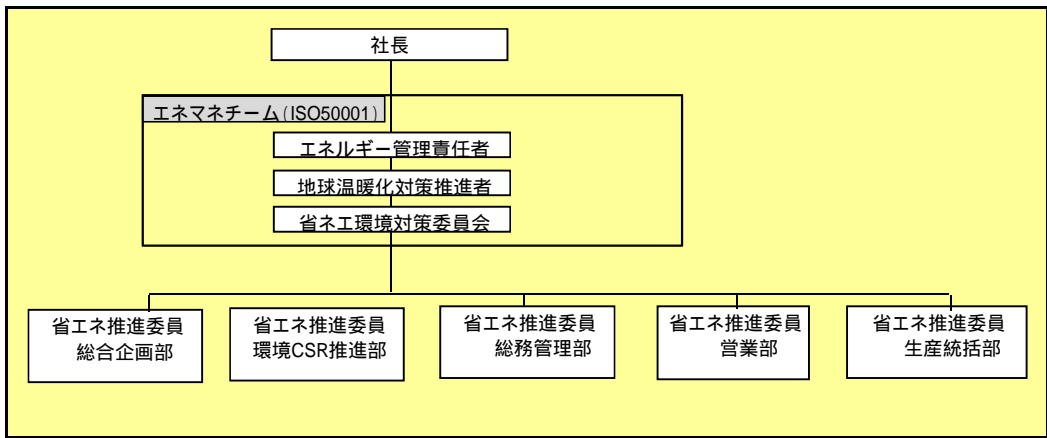 社長
エネマネチーム(ISO50001)
エネルギー管理責任者
地球温暖化対策推進者
省ネエ環境対策委員会
省エネ推進委員
総合企画部
省エネ推進委員
環境CSR推進部
省エネ推進委員
総務管理部
省エネ推進委員
営業部
省エネ推進委員
生産統括部